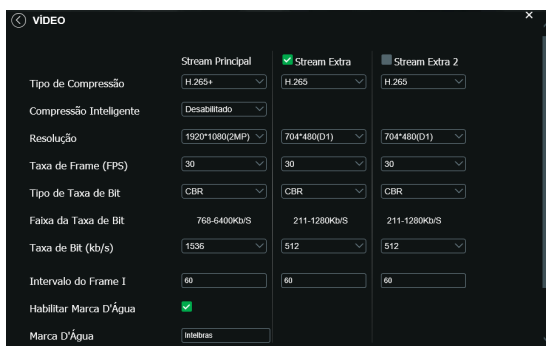 VÍDEO
Stream Principal Stream Extra Stream Extra 2
Tipo de Compressão H.265+ H.265 H.265
Compressão Inteligente Desabilitado
Resolução 1920*1080(2MP) 704*480(D1) 704*480(D1)
Taxa de Frame (FPS) 30 30 30
Tipo de Taxa de Bit CBR CBR CBR
Faixa da Taxa de Bit 768-6400Kb/S 211-1280Kb/S 211-1280Kb/S
Taxa de Bit (kb/s) 1536 512 512
Intervalo do Frame I 60 60 60
Habilitar Marca D'Água
Marca D'Água Intelbras